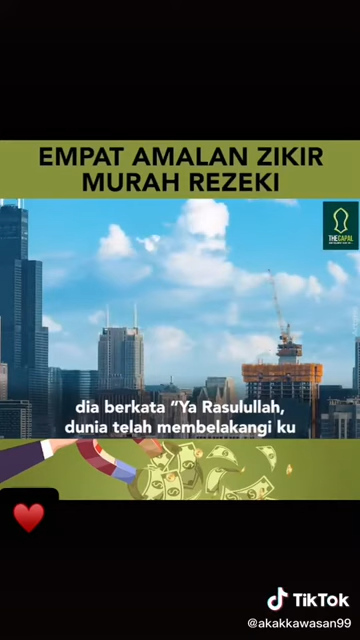 EMPAT AMALAN ZIKIR
MURAH REZEKI
THECAPAL
dia berkata "Ya Rasulullah,
dunia telah membelakangi ku
TikTok
@akakkawasan99